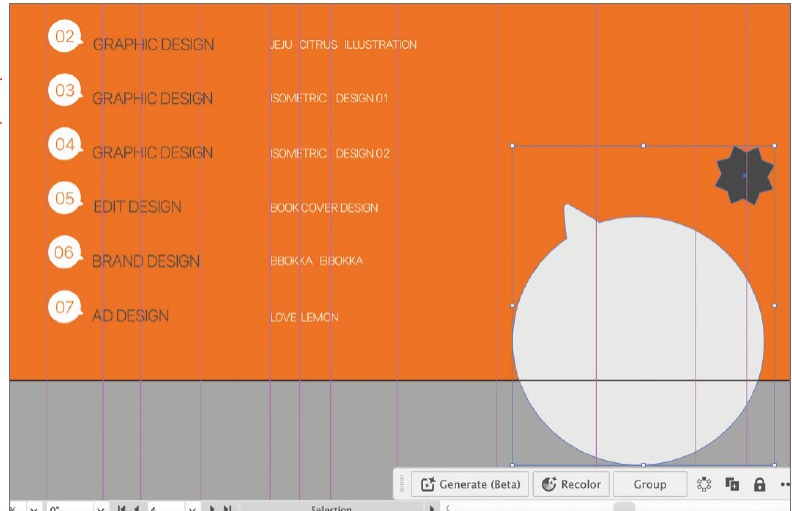 02 GRAPHIC DESIGN JEJU CITRUS ILLUSTRATION
03 GRAPHIC DESIGN ISOMETRIC DESIGN 01
04 GRAPHIC DESIGN ISOMETRIC DESIGN 02
05 EDIT DESIGN BOOK COVER DESIGN
06 BRAND DESIGN BBOKKA BBOKKA
07 AD DESIGN LOVE LEMON
Generate (Beta) Recolor Group
% 0° 4 Selection